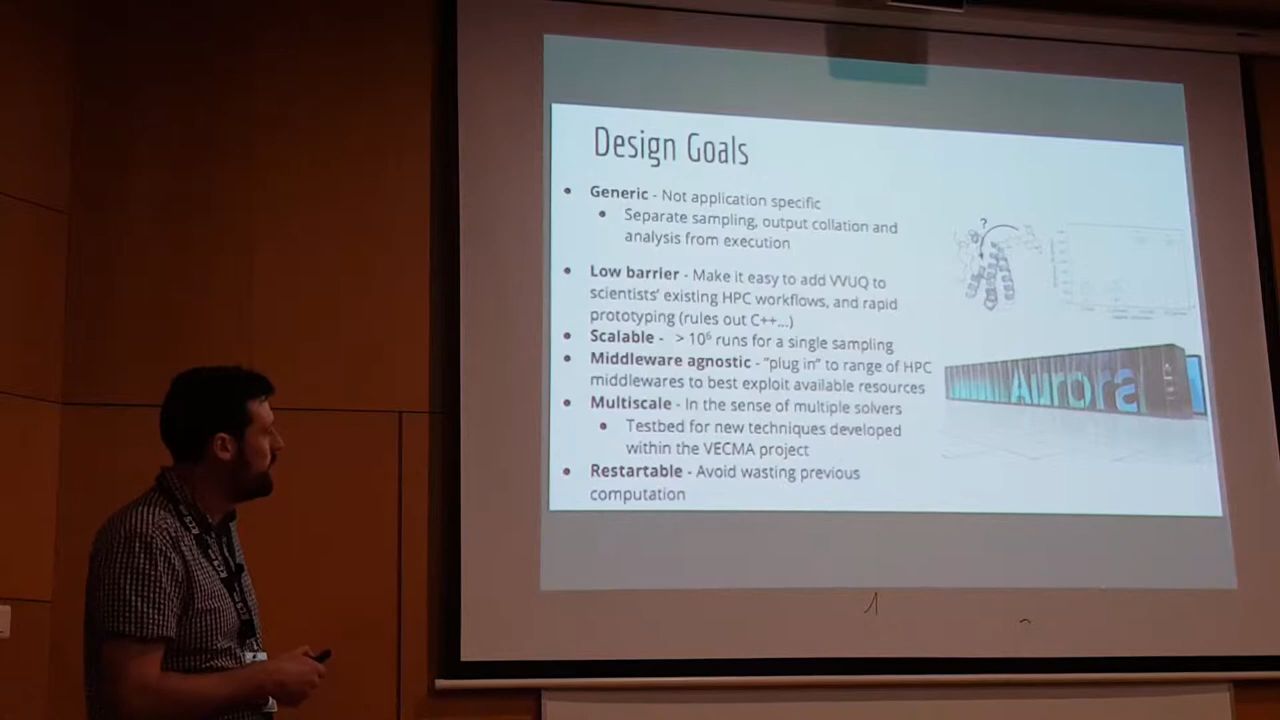 Design Goals
• Generic - Not application specific
• Separate sampling, output collation and
analysis from execution
• Low barrier - Make it easy to add VVUQ to
scientists' existing HPC workflows, and rapid
prototyping (rules out C++...)
• Scalable - > 10⁶ runs for a single sampling
• Middleware agnostic - "plug in" to range of HPC
middlewares to best exploit available resources
• Multiscale - In the sense of multiple solvers
• Testbed for new techniques developed
within the VECMA project
• Restartable - Avoid wasting previous
computation
?
Aurora